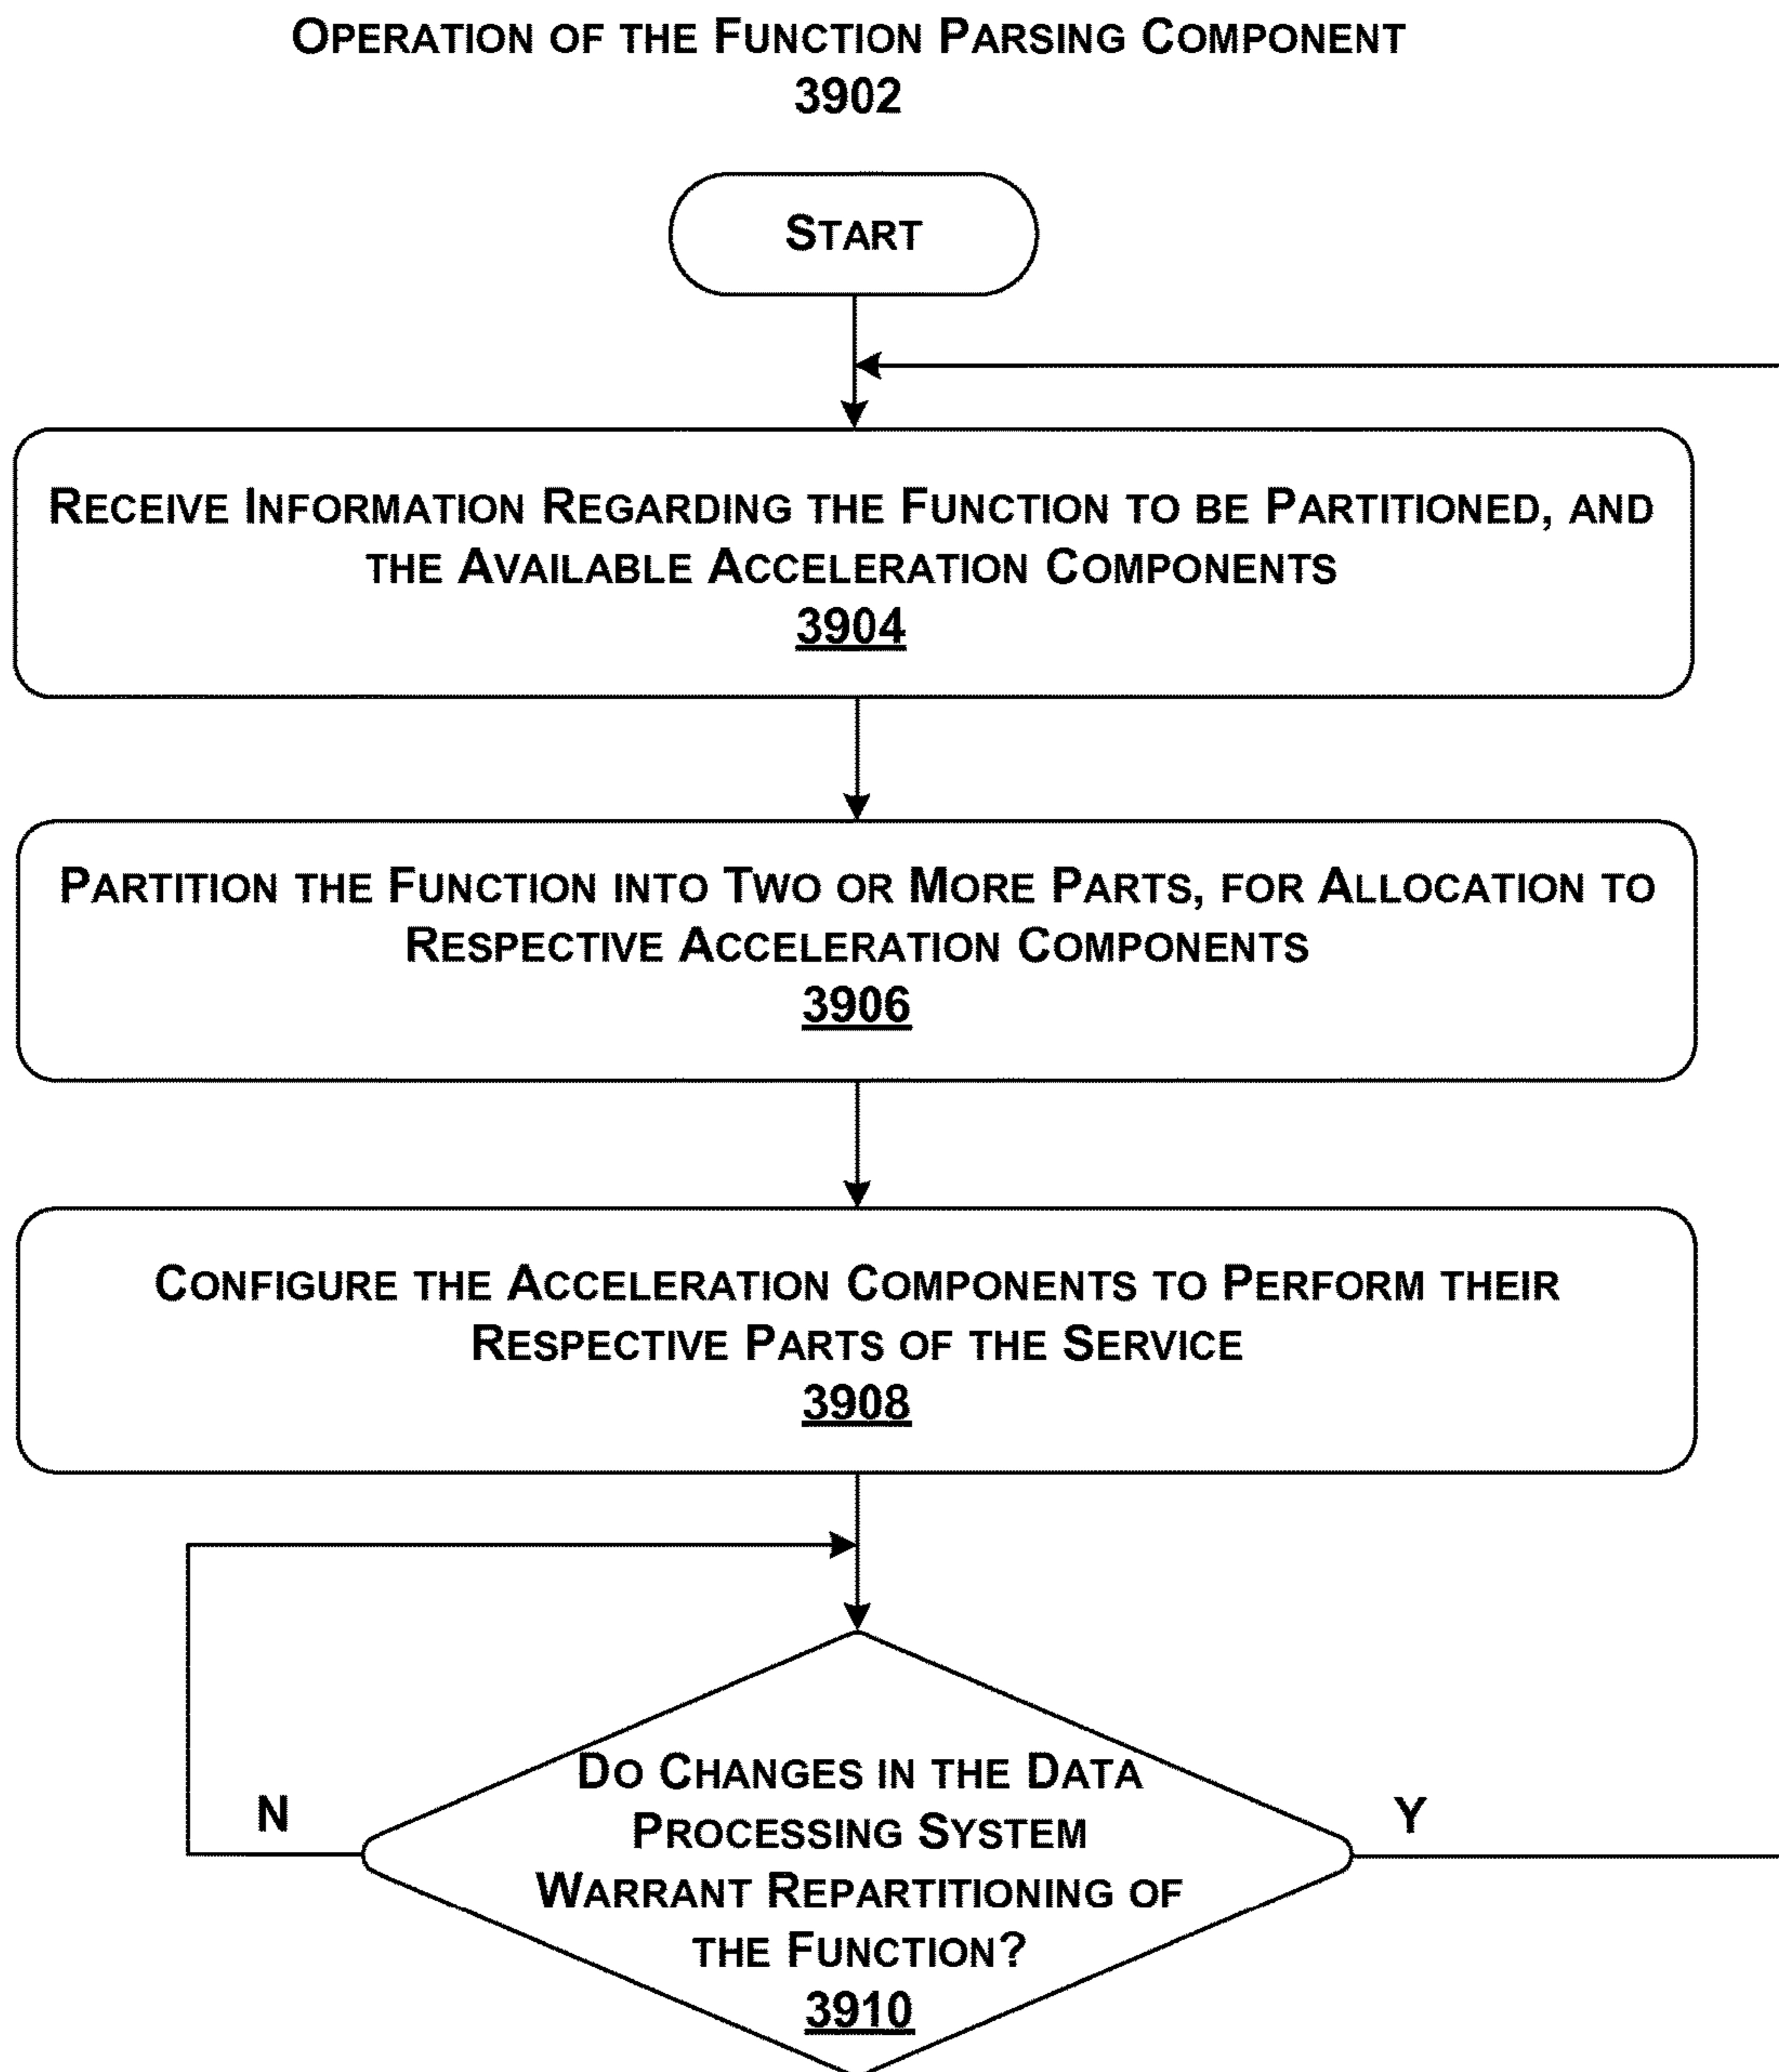 OPERATION OF THE FUNCTION PARSING COMPONENT
3902
START
RECEIVE INFORMATION REGARDING THE FUNCTION TO BE PARTITIONED, AND
THE AVAILABLE ACCELERATION COMPONENTS
3904
PARTITION THE FUNCTION INTO TWO OR MORE PARTS, FOR ALLOCATION TO
RESPECTIVE ACCELERATION COMPONENTS
3906
CONFIGURE THE ACCELERATION COMPONENTS TO PERFORM THEIR
RESPECTIVE PARTS OF THE SERVICE
3908
DO CHANGES IN THE DATA
PROCESSING SYSTEM
WARRANT REPARTITIONING OF
THE FUNCTION?
3910
N
Y